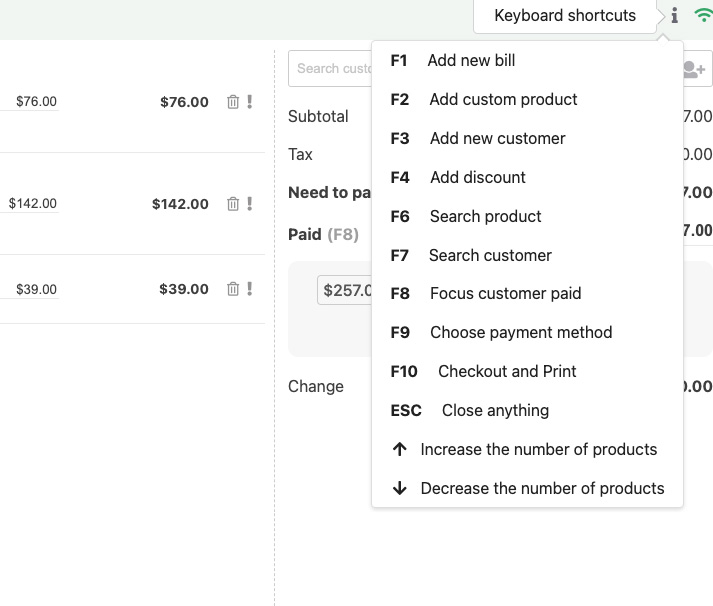 Keyboard shortcuts
$76.00 $76.00
$142.00 $142.00
$39.00 $39.00
Search
Subtotal 7.00
Tax 0.00
Need to 7.00
Paid (F8) 7.00
$257.0
Change 0.00
F1 Add new bill
F2 Add custom product
F3 Add new customer
F4 Add discount
F6 Search product
F7 Search customer
F8 Focus customer paid
F9 Choose payment method
F10 Checkout and Print
ESC Close anything
↑ Increase the number of products
↓ Decrease the number of products